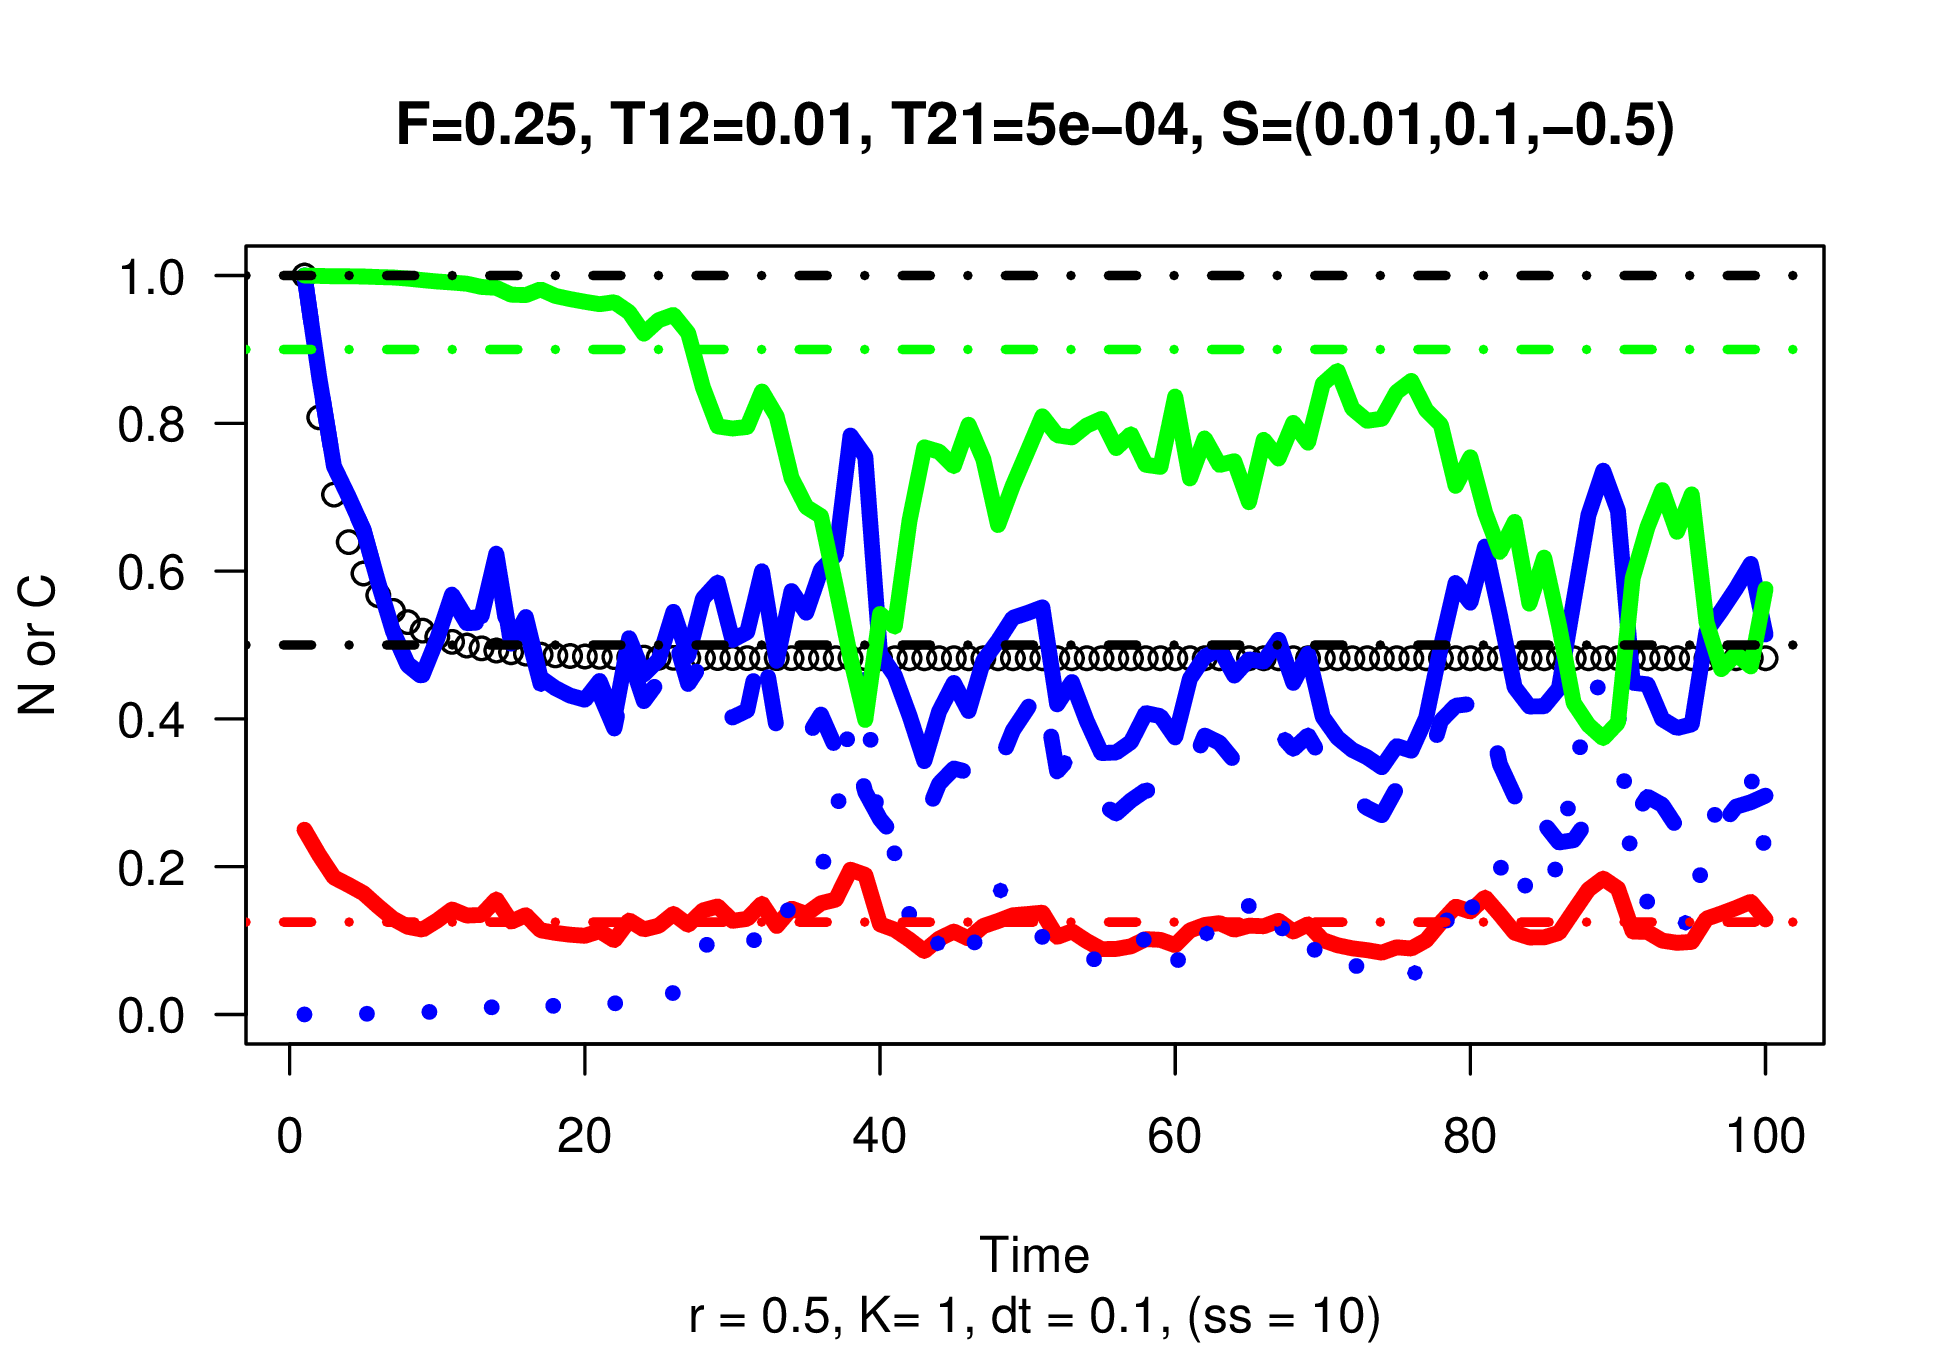 F=0.25, T12=0.01, T21=5e−04, S=(0.01,0.1,−0.5)
N or C
1.0
0.8
0.6
0.4
0.2
0.0
0 20 40 60 80 100
Time
r = 0.5, K= 1, dt = 0.1, (ss = 10)